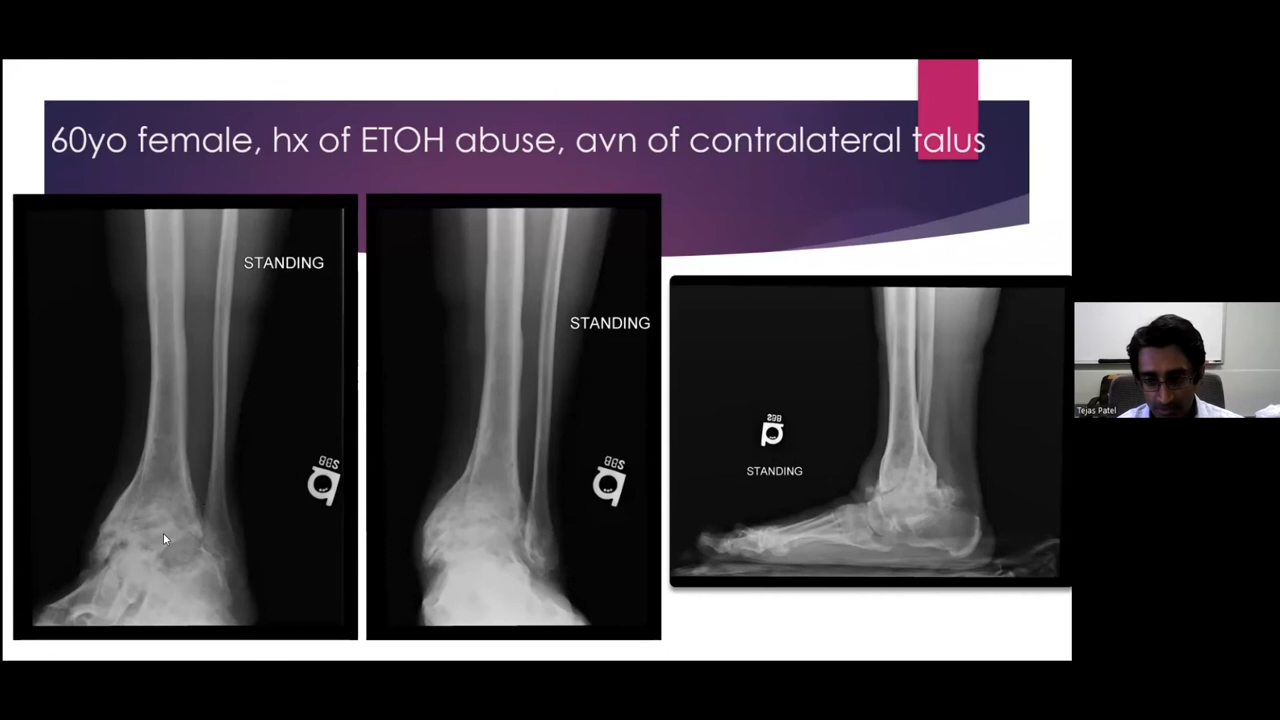 60yo female, hx of ETOH abuse, avn of contralateral talus
STANDING
STANDING
STANDING
Tejas Patel